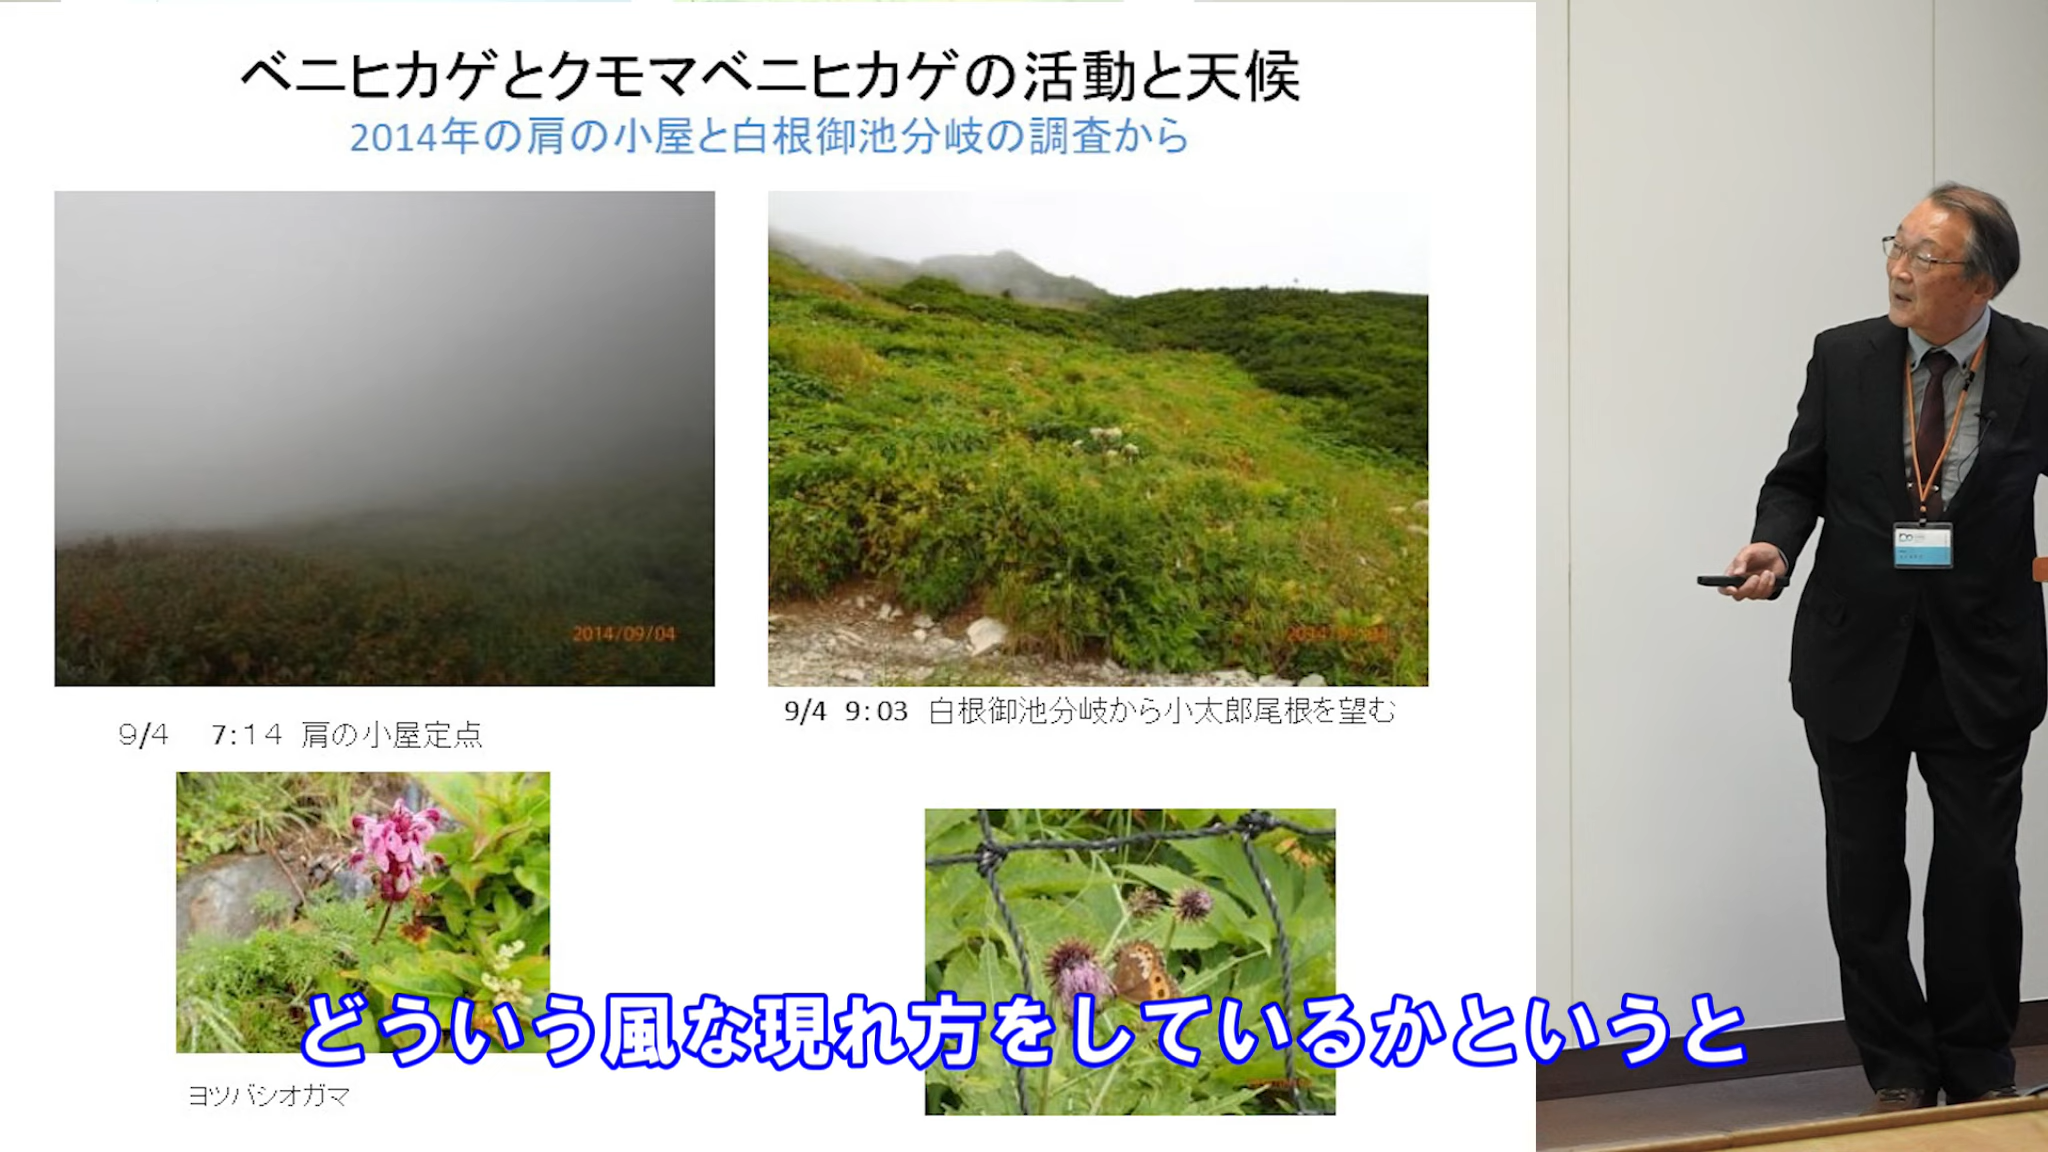 ベニヒカゲとクモマベニヒカゲの活動と天候
2014年の肩の小屋と白根御池分岐の調査から
2014/09/04
9/4 7:14 肩の小屋定点
9/4 9:03 白根御池分岐から小太郎尾根を望む
ヨツバシオガマ
どういう風な現れ方をしているかというと